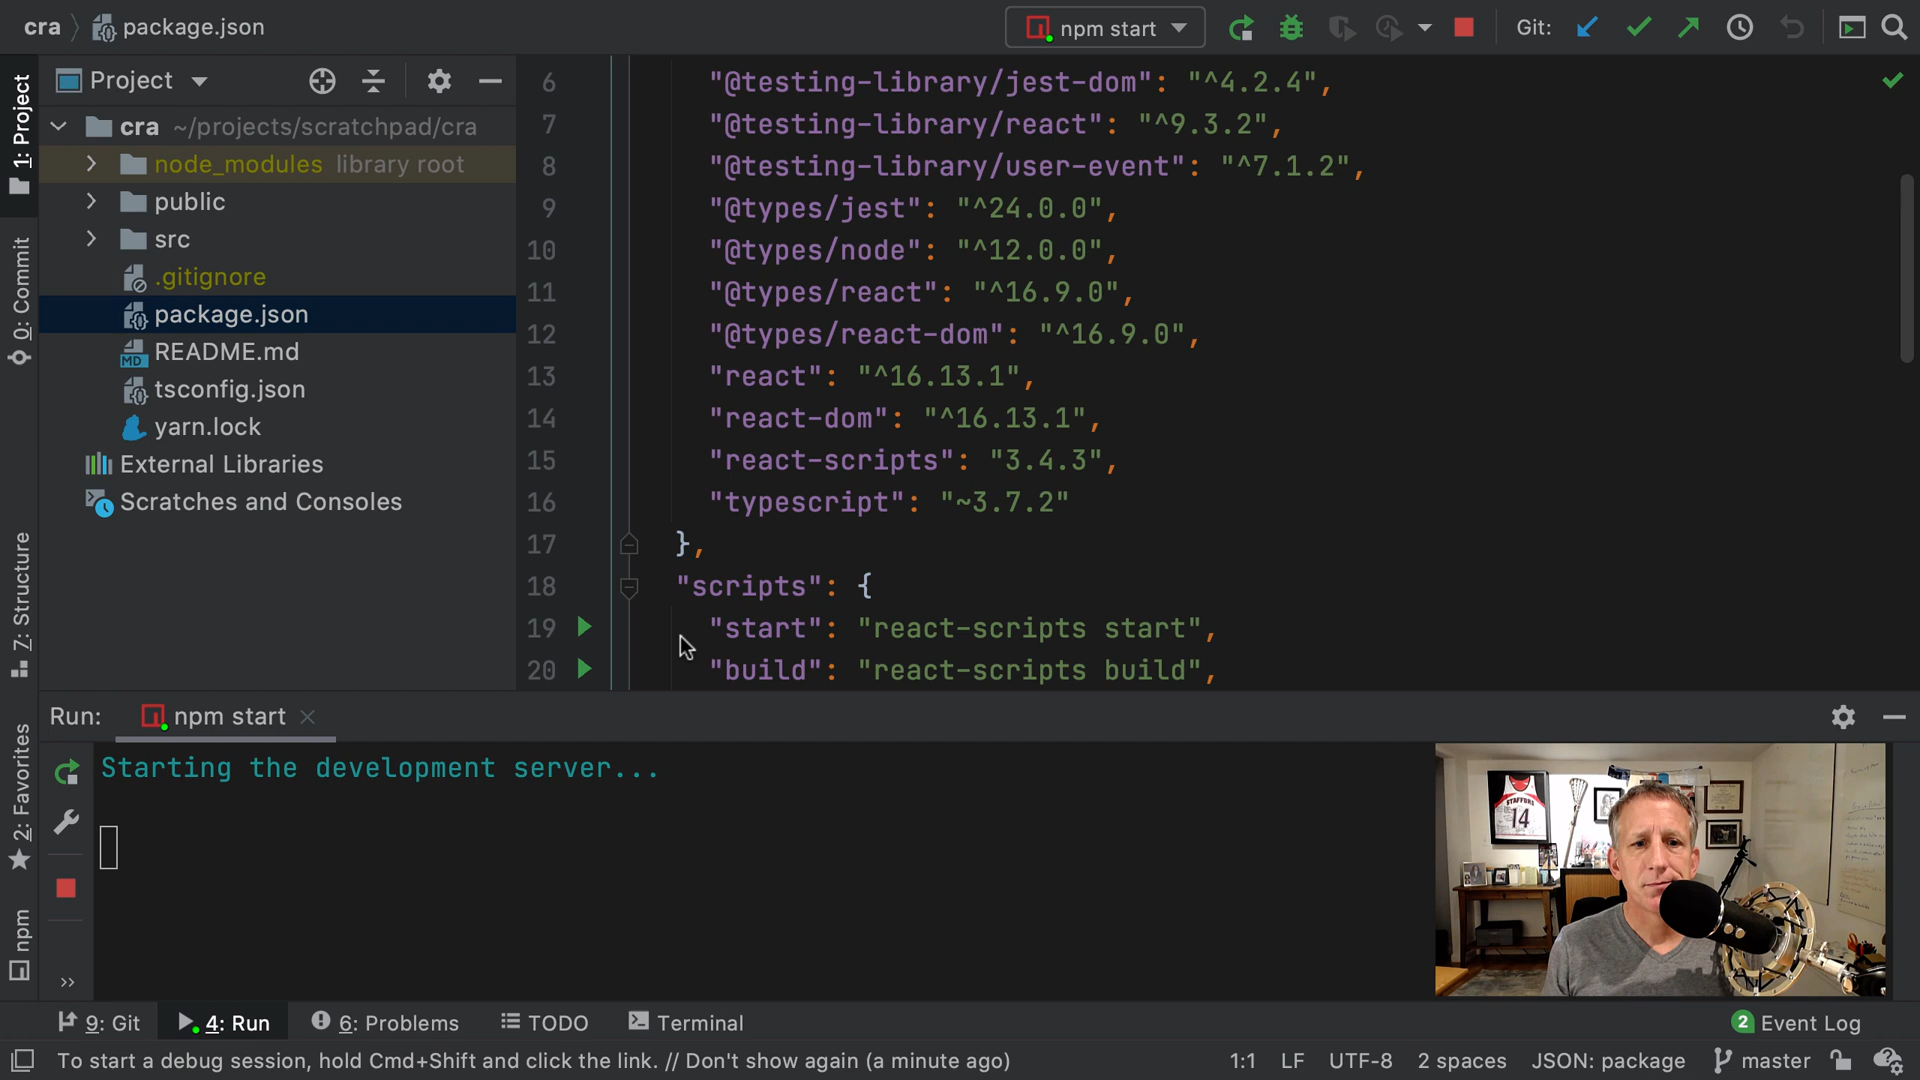 cra
package.json
npm start
Git:
1: Project
Project
cra ~/projects/scratchpad/cra
node_modules library root
public
src
.gitignore
package.json
README.md
MD
tsconfig.json
yarn.lock
External Libraries
Scratches and Consoles
0: Commit
7: Structure
2: Favorites
npm
6 "@testing-library/jest-dom": "^4.2.4",
7 "@testing-library/react": "^9.3.2",
8 "@testing-library/user-event": "^7.1.2",
9 "@types/jest": "^24.0.0",
10 "@types/node": "^12.0.0",
11 "@types/react": "^16.9.0",
12 "@types/react-dom": "^16.9.0",
13 "react": "^16.13.1",
14 "react-dom": "^16.13.1",
15 "react-scripts": "3.4.3",
16 "typescript": "~3.7.2"
17 },
18 "scripts": {
19 "start": "react-scripts start",
20 "build": "react-scripts build",
Run: npm start
Starting the development server...
STAFFORD
14
9: Git
4: Run
6: Problems
TODO
Terminal
2 Event Log
To start a debug session, hold Cmd+Shift and click the link. // Don't show again (a minute ago)
1:1 LF UTF-8 2 spaces JSON: package master